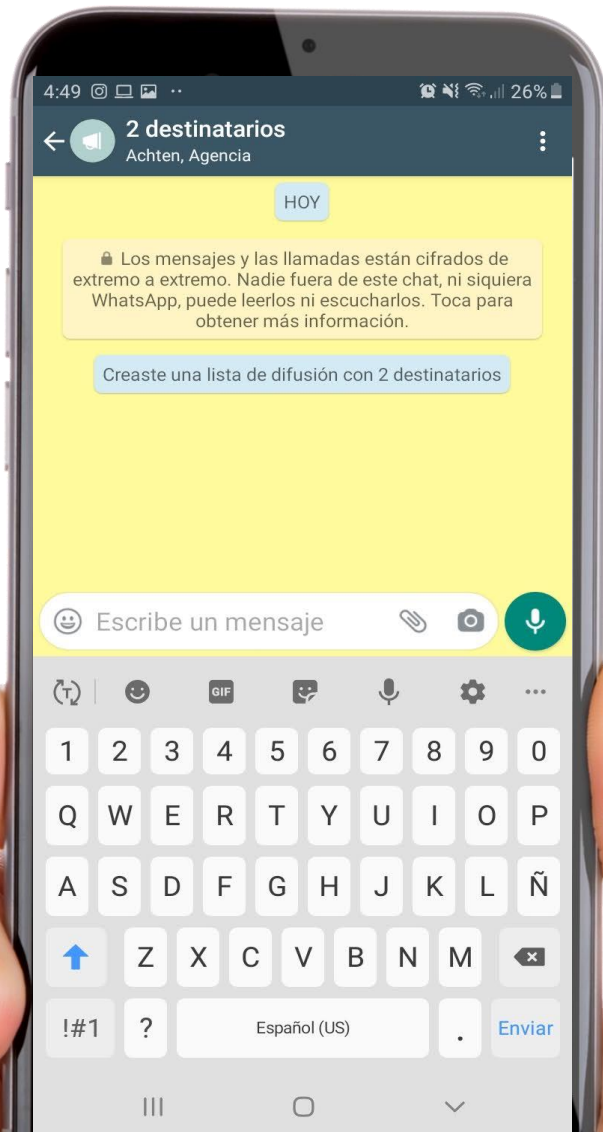 4:49
26%
2 destinatarios
Achten, Agencia
HOY
Los mensajes y las llamadas están cifrados de
extremo a extremo. Nadie fuera de este chat, ni siquiera
WhatsApp, puede leerlos ni escucharlos. Toca para
obtener más información.
Creaste una lista de difusión con 2 destinatarios
Escribe un mensaje
T
GIF
1 2 3 4 5 6 7 8 9 0
Q W E R T Y U I O P
A S D F G H J K L Ñ
Z X C V B N M
!#1 ? Español (US) . Enviar